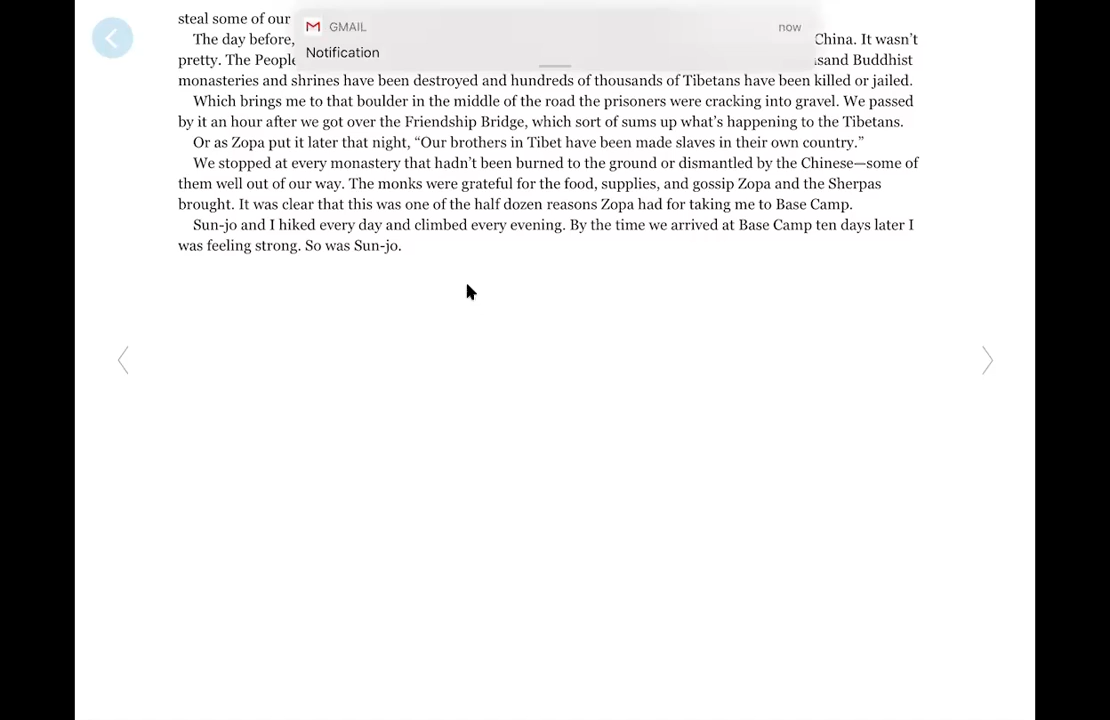 steal some of our
GMAIL
now
Notification
The day before, China. It wasn’t
pretty. The People sand Buddhist
monasteries and shrines have been destroyed and hundreds of thousands of Tibetans have been killed or jailed.
Which brings me to that boulder in the middle of the road the prisoners were cracking into gravel. We passed
by it an hour after we got over the Friendship Bridge, which sort of sums up what’s happening to the Tibetans.
Or as Zopa put it later that night, “Our brothers in Tibet have been made slaves in their own country.”
We stopped at every monastery that hadn’t been burned to the ground or dismantled by the Chinese—some of
them well out of our way. The monks were grateful for the food, supplies, and gossip Zopa and the Sherpas
brought. It was clear that this was one of the half dozen reasons Zopa had for taking me to Base Camp.
Sun-jo and I hiked every day and climbed every evening. By the time we arrived at Base Camp ten days later I
was feeling strong. So was Sun-jo.